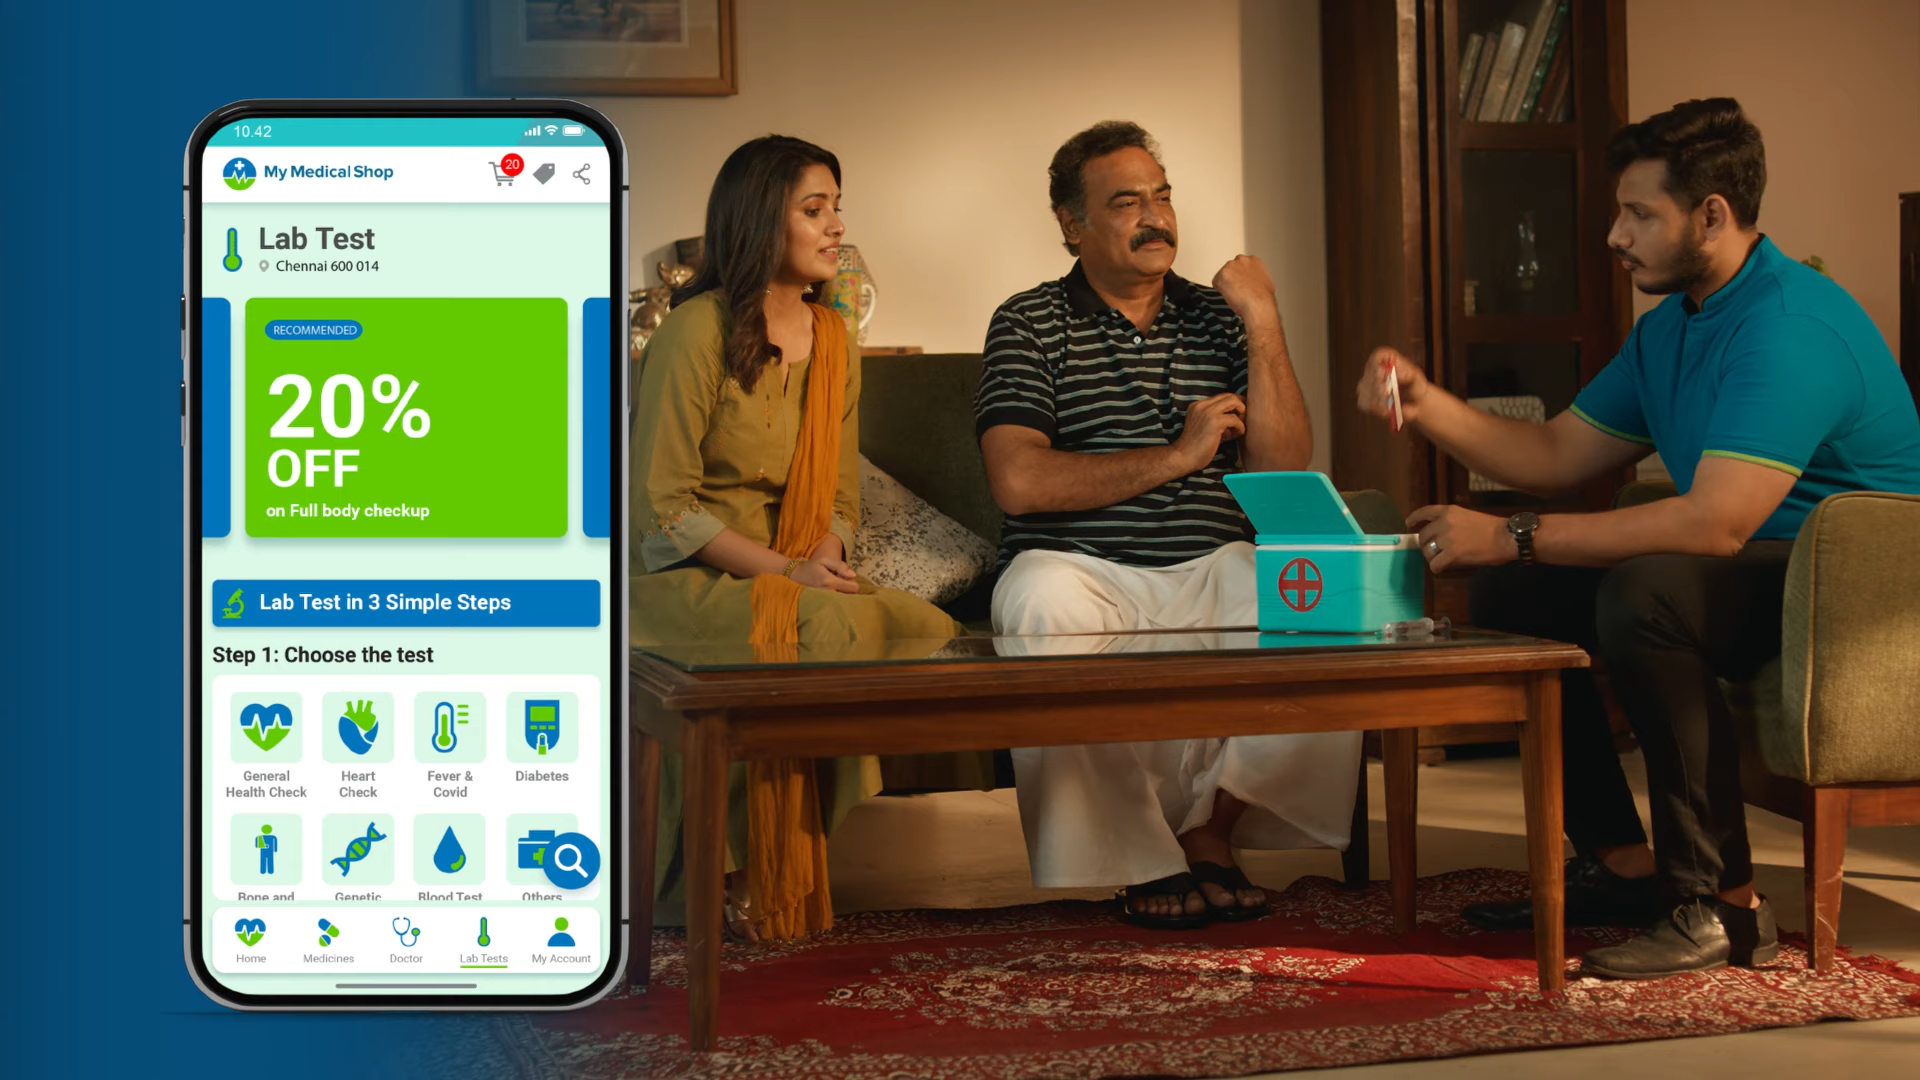 10.42
My Medical Shop
20
Lab Test
Chennai 600 014
RECOMMENDED
20%
OFF
on Full body checkup
Lab Test in 3 Simple Steps
Step 1: Choose the test
General
Health Check
Heart
Check
Fever &
Covid
Diabetes
Bone and
Genetic
Blood Test
Others
Home
Medicines
Doctor
Lab Tests
My Account